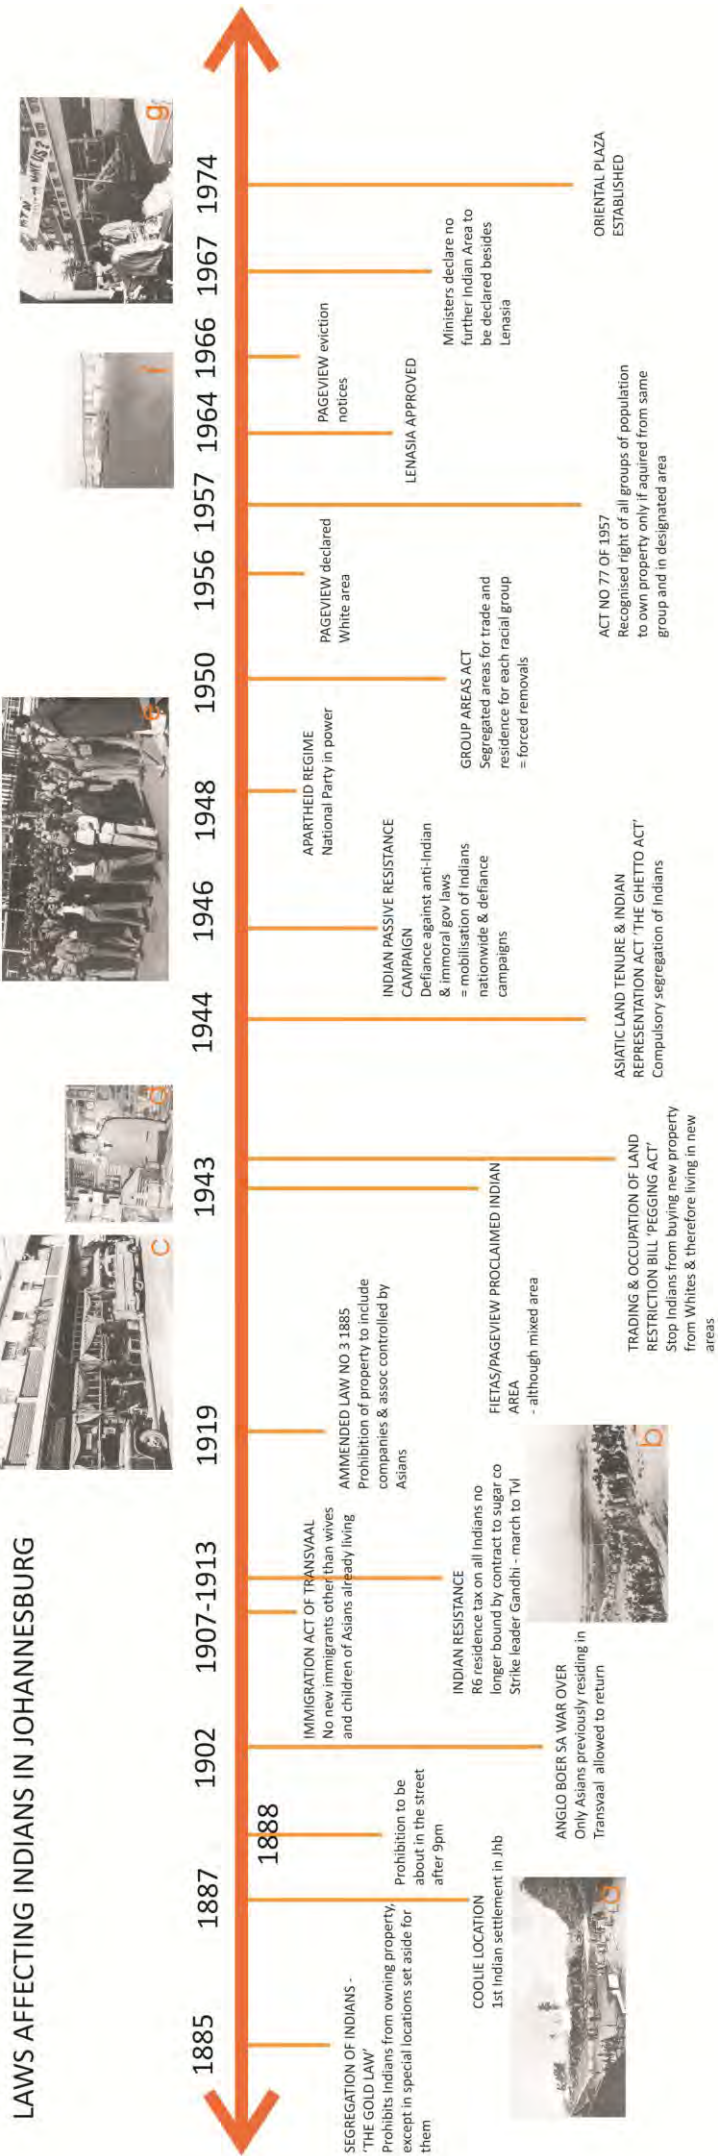 LAWS AFFECTING INDIANS IN JOHANNESBURG
1885
SEGREGATION OF INDIANS -
'THE GOLD LAW'
Prohibits Indians from owning property,
except in special locations set aside for
them
1887
COOLIE LOCATION
1st Indian settlement in Jhb
a
1888
Prohibition to be
about in the street
after 9pm
1902
ANGLO BOER SA WAR OVER
Only Asians previously residing in
Transvaal allowed to return
1907-1913
IMMIGRATION ACT OF TRANSVAAL
No new immigrants other than wives
and children of Asians already living
INDIAN RESISTANCE
R6 residence tax on all Indians no
longer bound by contract to sugar co
Strike leader Gandhi - march to Tvl
b
1919
AMMENDED LAW NO 3 1885
Prohibition of property to include
companies & assoc controlled by
Asians
c
1943
FIETAS/PAGEVIEW PROCLAIMED INDIAN
AREA
- although mixed area
TRADING & OCCUPATION OF LAND
RESTRICTION BILL 'PEGGING ACT'
Stop Indians from buying new property
from Whites & therefore living in new
areas
d
1944
ASIATIC LAND TENURE & INDIAN
REPRESENTATION ACT 'THE GHETTO ACT'
Compulsory segregation of Indians
1946
INDIAN PASSIVE RESISTANCE
CAMPAIGN
Defiance against anti-Indian
& immoral gov laws
= mobilisation of Indians
nationwide & defiance
campaigns
e
1948
APARTHEID REGIME
National Party in power
1950
GROUP AREAS ACT
Segregated areas for trade and
residence for each racial group
= forced removals
1956
PAGEVIEW declared
White area
1957
ACT NO 77 OF 1957
Recognised right of all groups of population
to own property only if aquired from same
group and in designated area
1964
LENASIA APPROVED
f
1966
PAGEVIEW eviction
notices
1967
Ministers declare no
further Indian Area to
be declared besides
Lenasia
g
1974
ORIENTAL PLAZA
ESTABLISHED